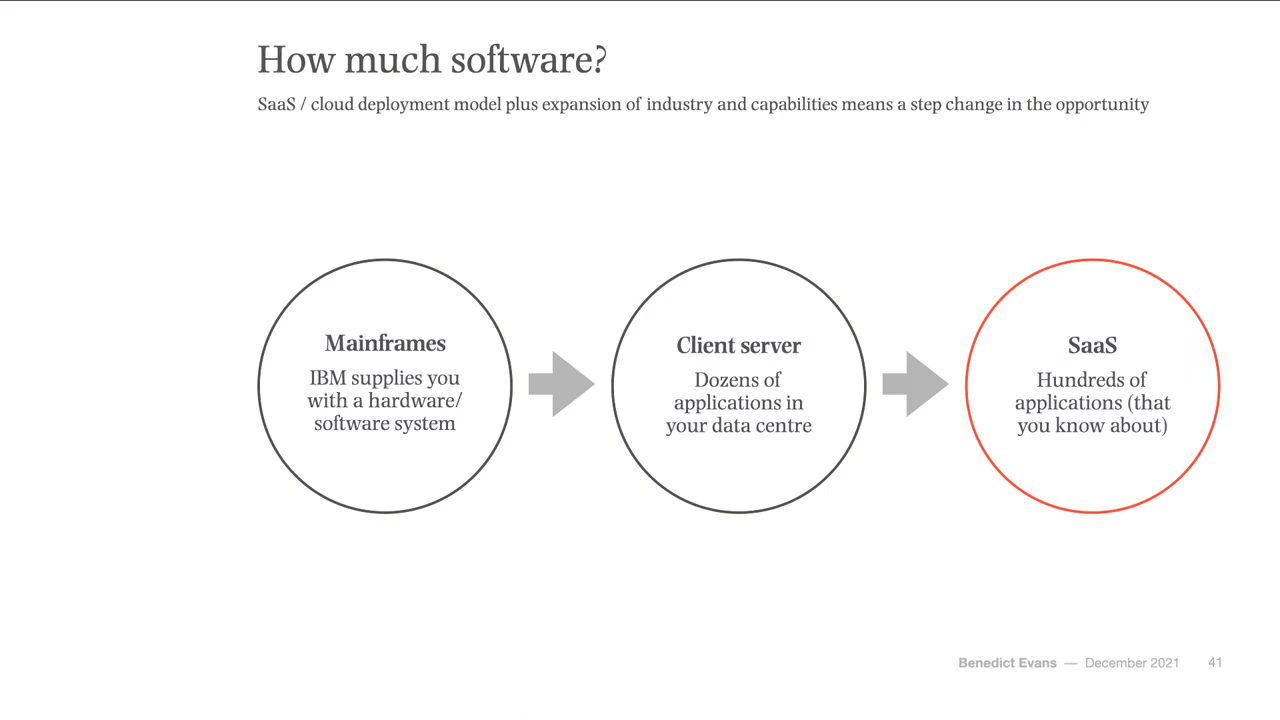 How much software?
SaaS / cloud deployment model plus expansion of industry and capabilities means a step change in the opportunity
Mainframes
IBM supplies you
with a hardware/
software system
Client server
Dozens of
applications in
your data centre
SaaS
Hundreds of
applications (that
you know about)
Benedict Evans — December 2021 41